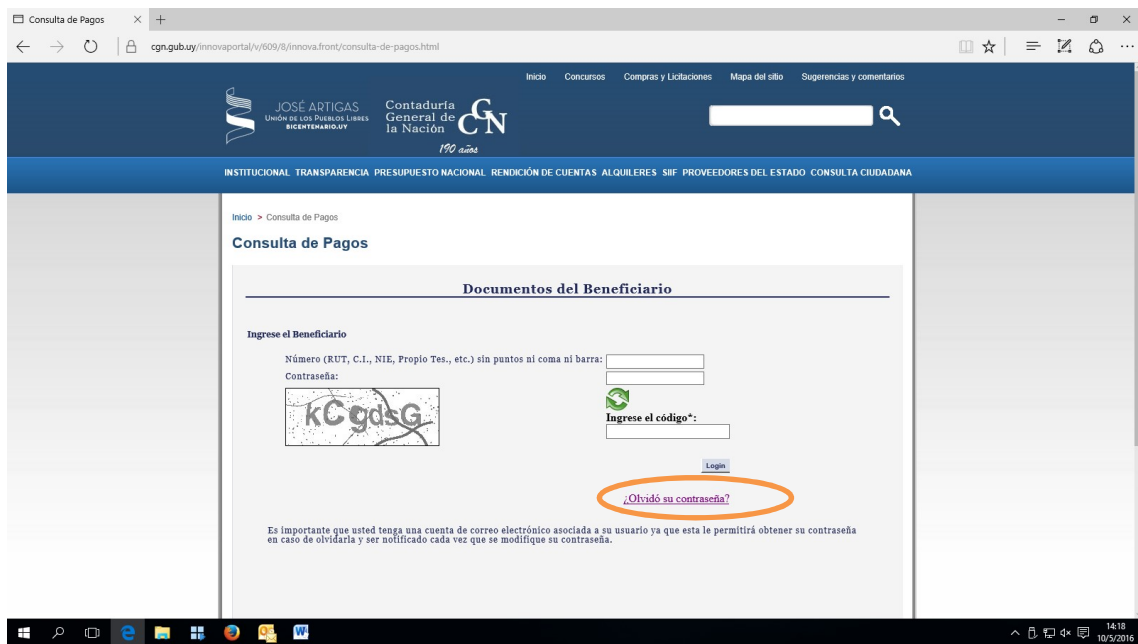 Consulta de Pagos
cgn.gub.uy/innovaportal/v/609/8/innova.front/consulta-de-pagos.html
Inicio Concursos Compras y Licitaciones Mapa del sitio Sugerencias y comentarios
JOSÉ ARTIGAS
UNIÓN DE LOS PUEBLOS LIBRES
BICENTENARIO.UY
Contaduría
General de
la Nación
CGN
190 años
INSTITUCIONAL TRANSPARENCIA PRESUPUESTO NACIONAL RENDICIÓN DE CUENTAS ALQUILERES SIIF PROVEEDORES DEL ESTADO CONSULTA CIUDADANA
Inicio > Consulta de Pagos
Consulta de Pagos
Documentos del Beneficiario
Ingrese el Beneficiario
Número (RUT, C.I., NIE, Propio Tes., etc.) sin puntos ni coma ni barra:
Contraseña:
kCgdsG
Ingrese el código*:
Login
¿Olvidó su contraseña?
Es importante que usted tenga una cuenta de correo electrónico asociada a su usuario ya que esta le permitirá obtener su contraseña
en caso de olvidarla y ser notificado cada vez que se modifique su contraseña.
14:18
10/5/2016